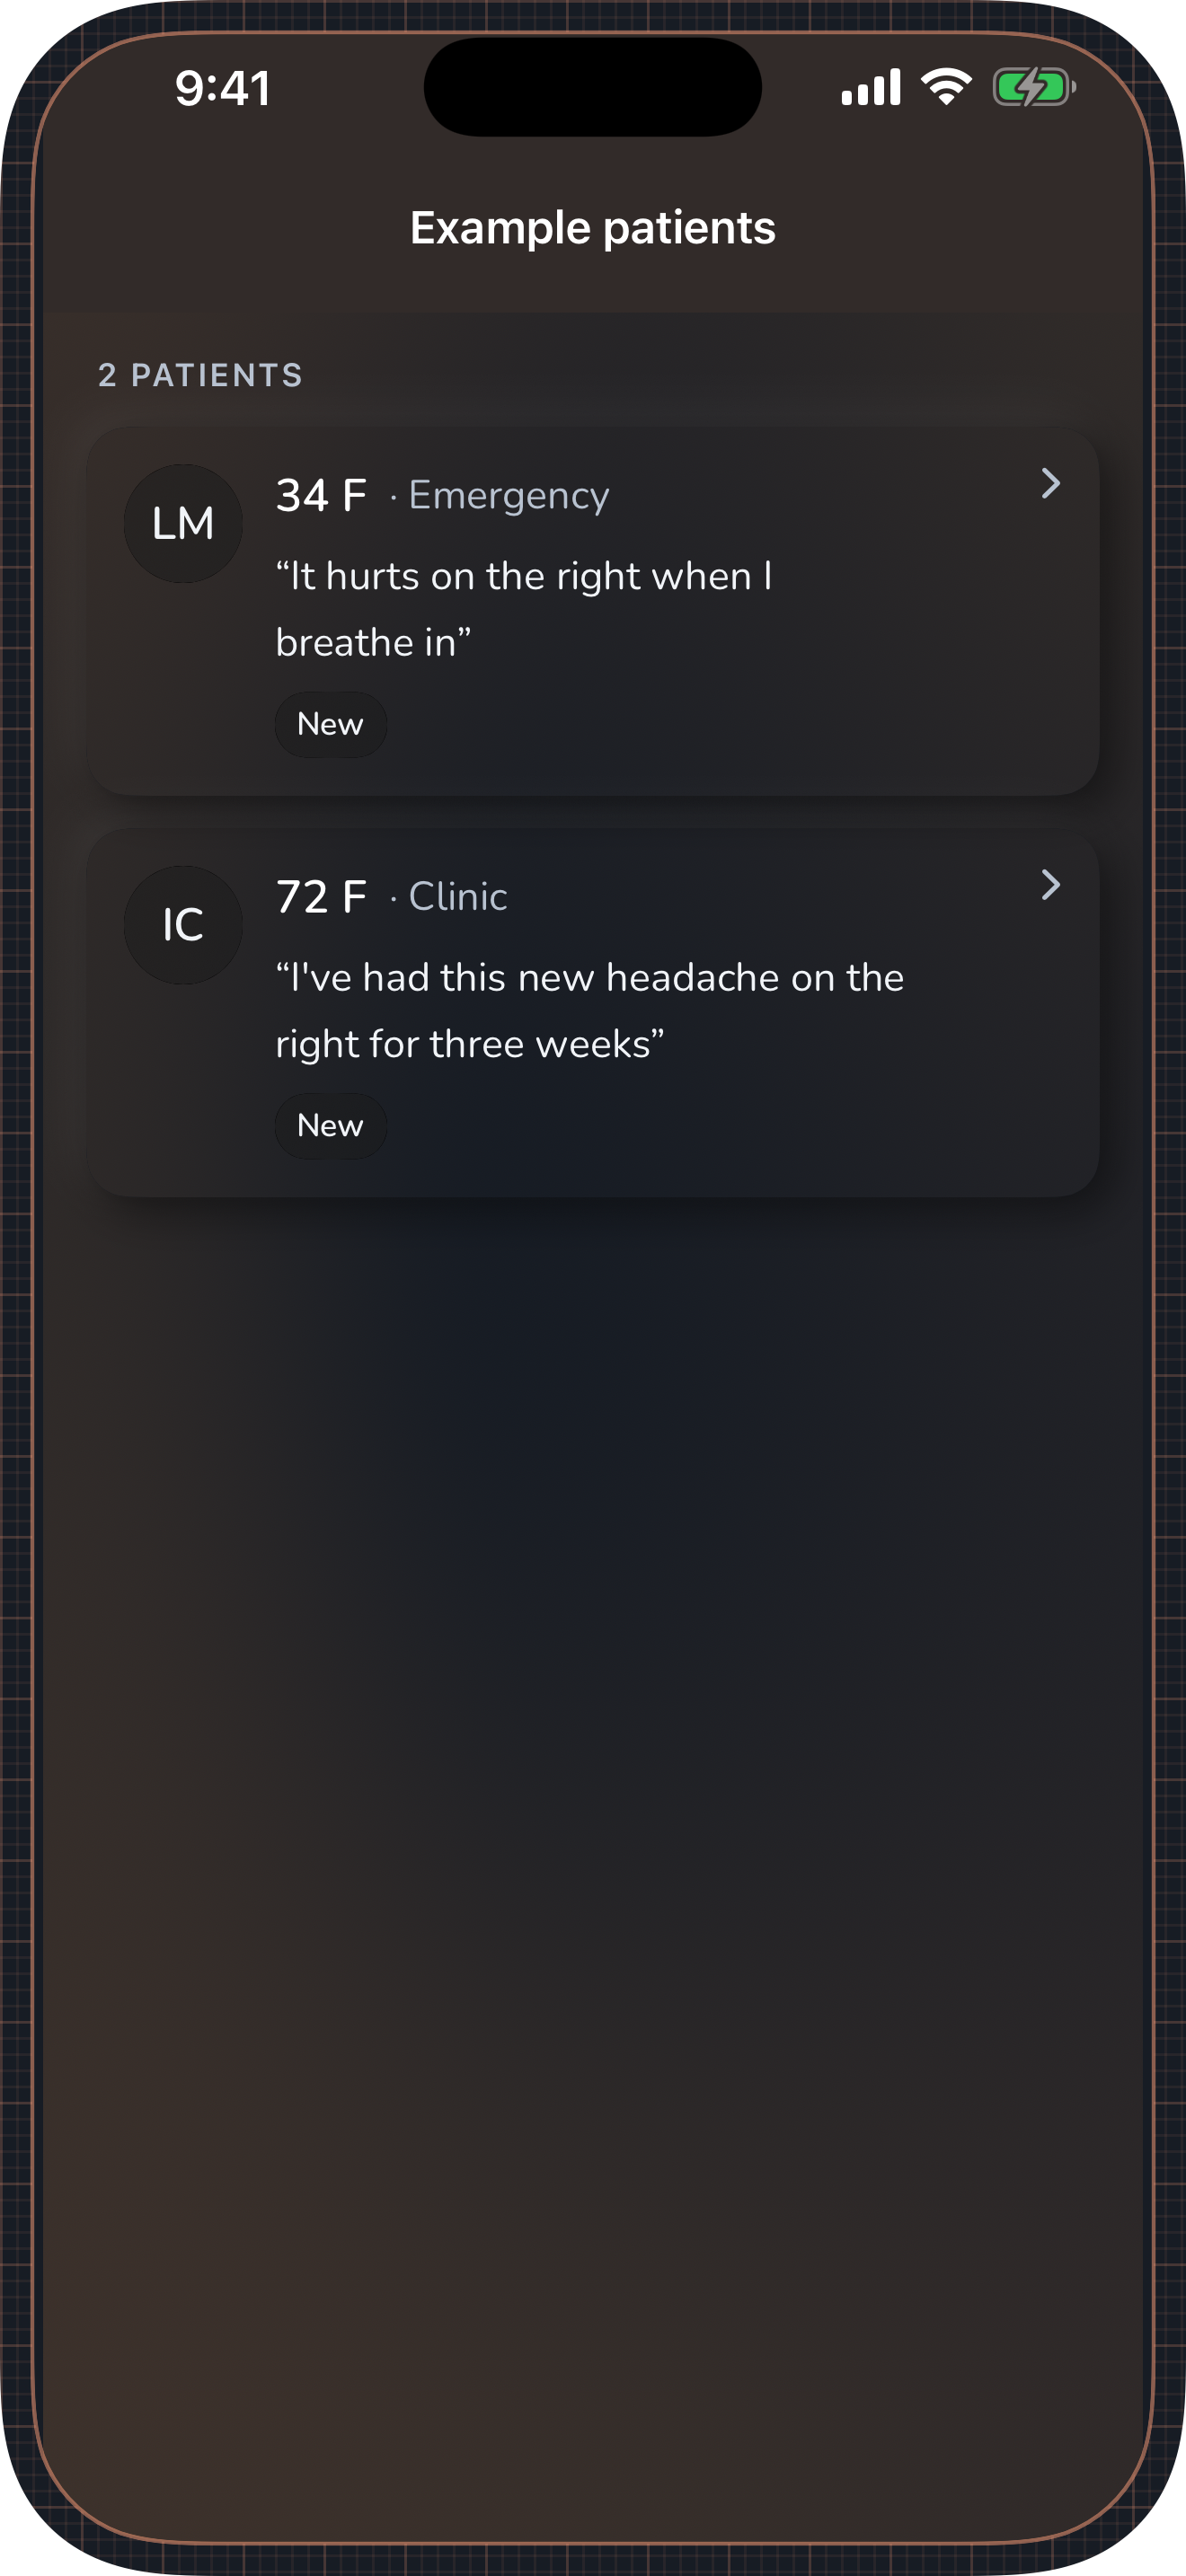 9:41
Example patients
2 PATIENTS
LM
34 F · Emergency
“It hurts on the right when I
breathe in”
New
IC
72 F · Clinic
“I've had this new headache on the
right for three weeks”
New